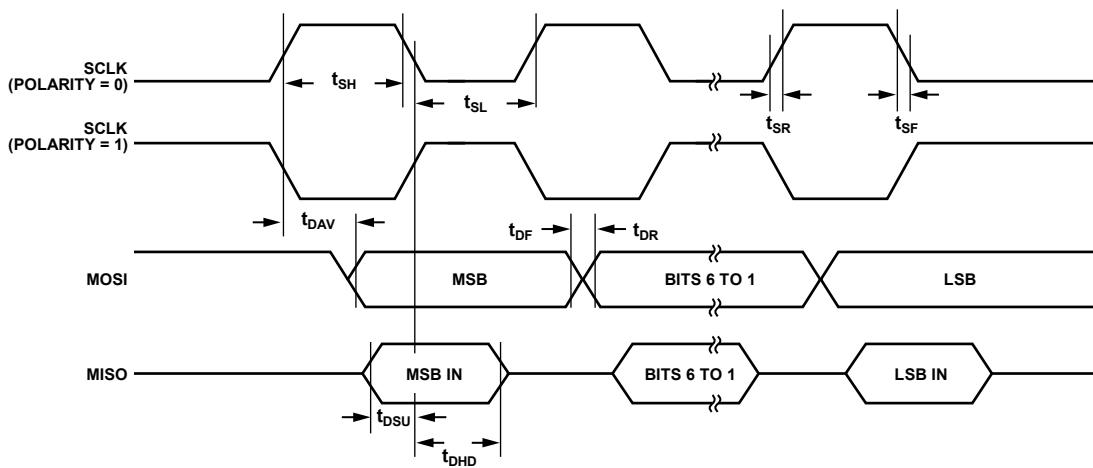 SCLK
(POLARITY = 0)
tSH
tSL
tSR
tSF
SCLK
(POLARITY = 1)
tDAV
tDF
tDR
MOSI
MSB
BITS 6 TO 1
LSB
MISO
MSB IN
BITS 6 TO 1
LSB IN
tDSU
tDHD